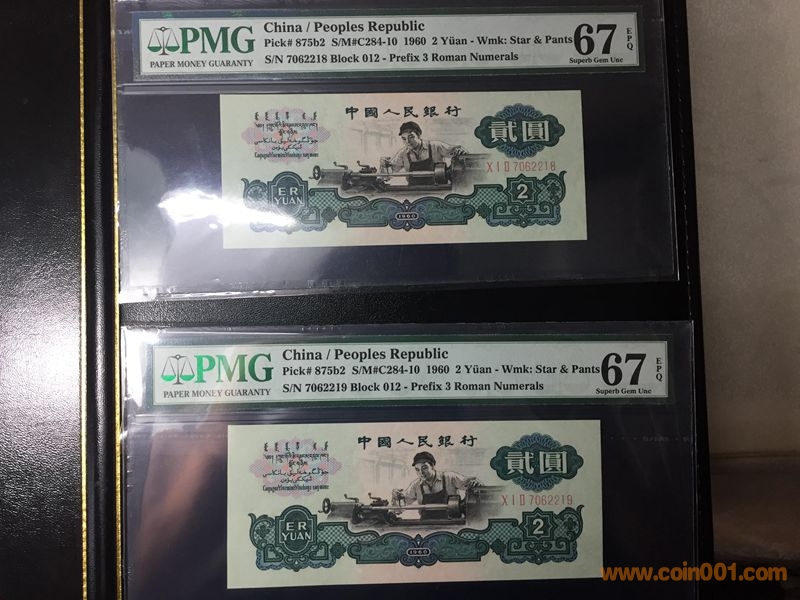 PMG
PAPER MONEY GUARANTY
China / Peoples Republic
Pick# 875b2 S/M#C284-10 1960 2 Yüan - Wmk: Star & Pants
S/N 7062218 Block 012 - Prefix 3 Roman Numerals
67
EPQ
Superb Gem Unc
中國人民銀行
貳圓
X I II 7062218
ER
YUAN
1960
2
PMG
PAPER MONEY GUARANTY
China / Peoples Republic
Pick# 875b2 S/M#C284-10 1960 2 Yüan - Wmk: Star & Pants
S/N 7062219 Block 012 - Prefix 3 Roman Numerals
67
EPQ
Superb Gem Unc
中國人民銀行
貳圓
X I II 7062219
ER
YUAN
1960
2
www.coin001.com